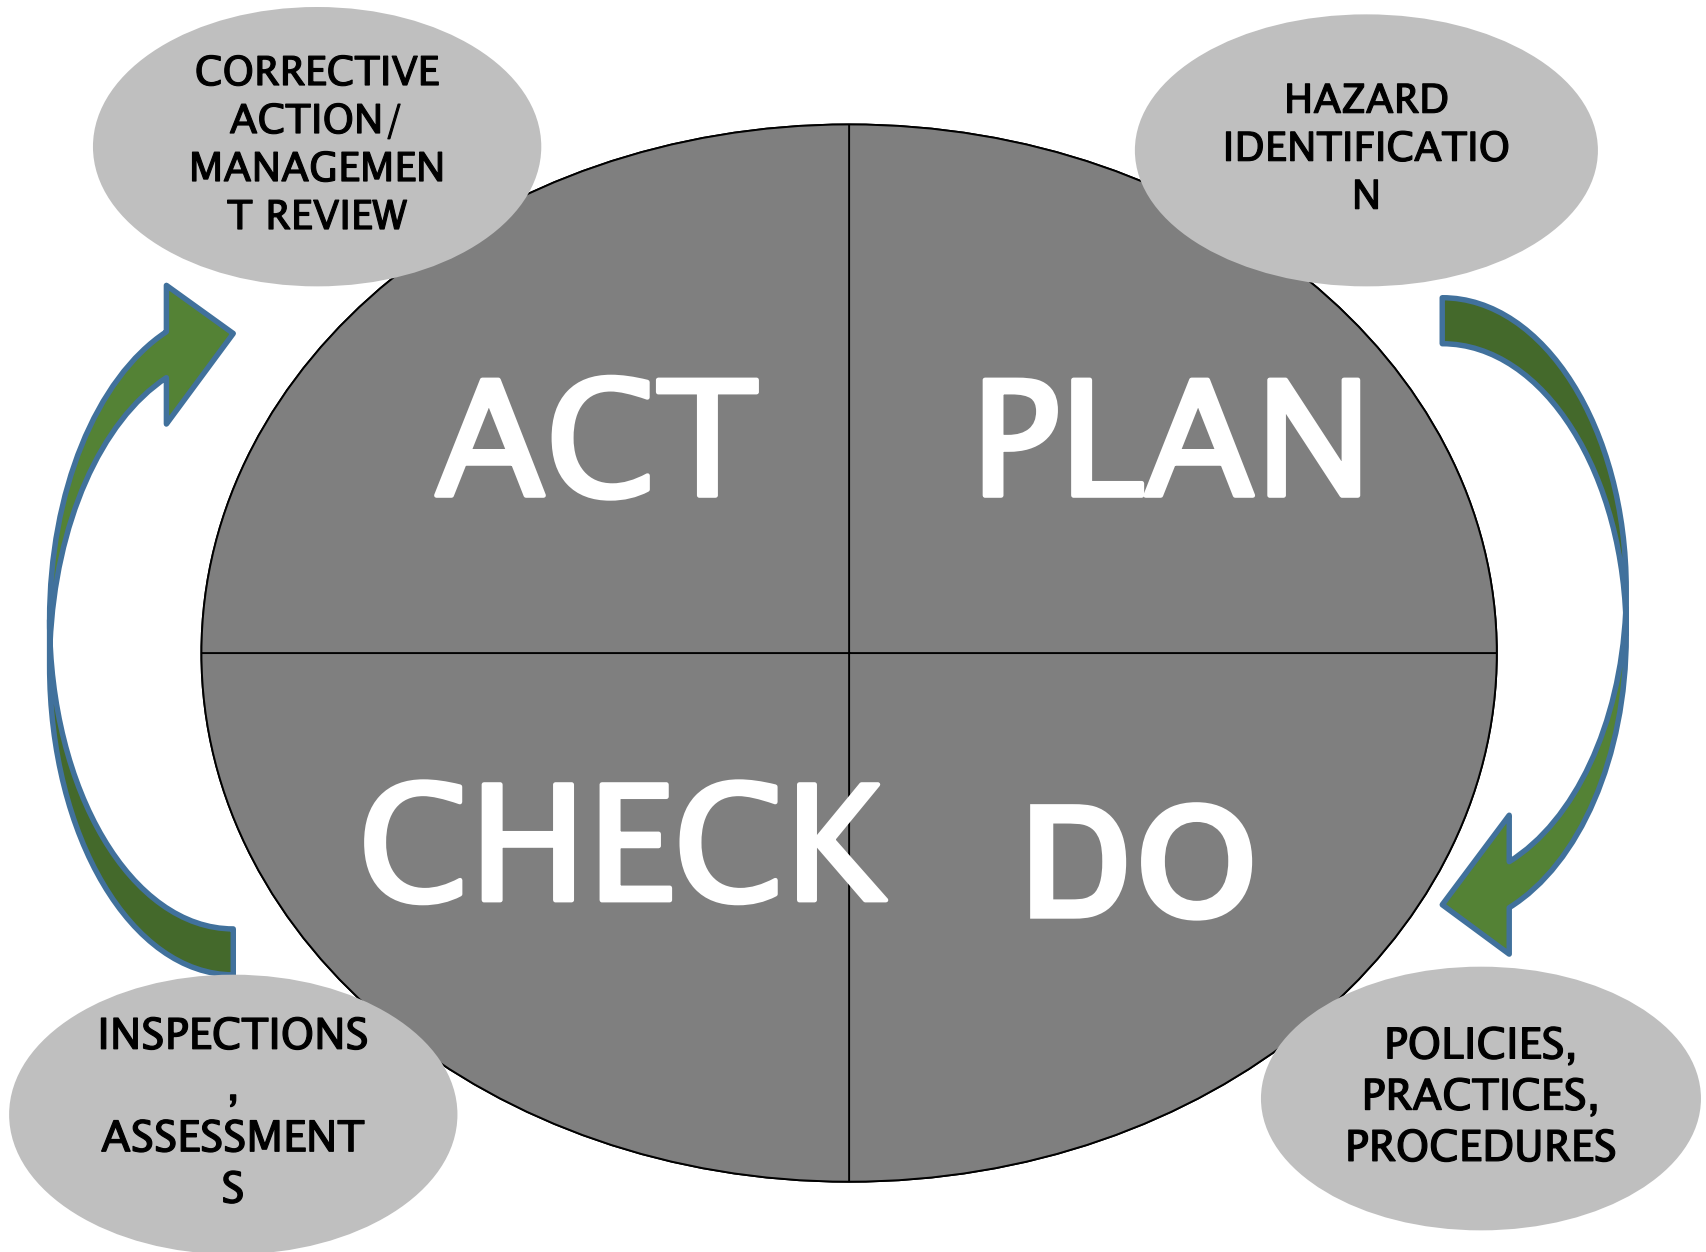 CORRECTIVE
ACTION/
MANAGEMEN
T REVIEW
HAZARD
IDENTIFICATIO
N
ACT
PLAN
CHECK
DO
INSPECTIONS
,
ASSESSMENT
S
POLICIES,
PRACTICES,
PROCEDURES